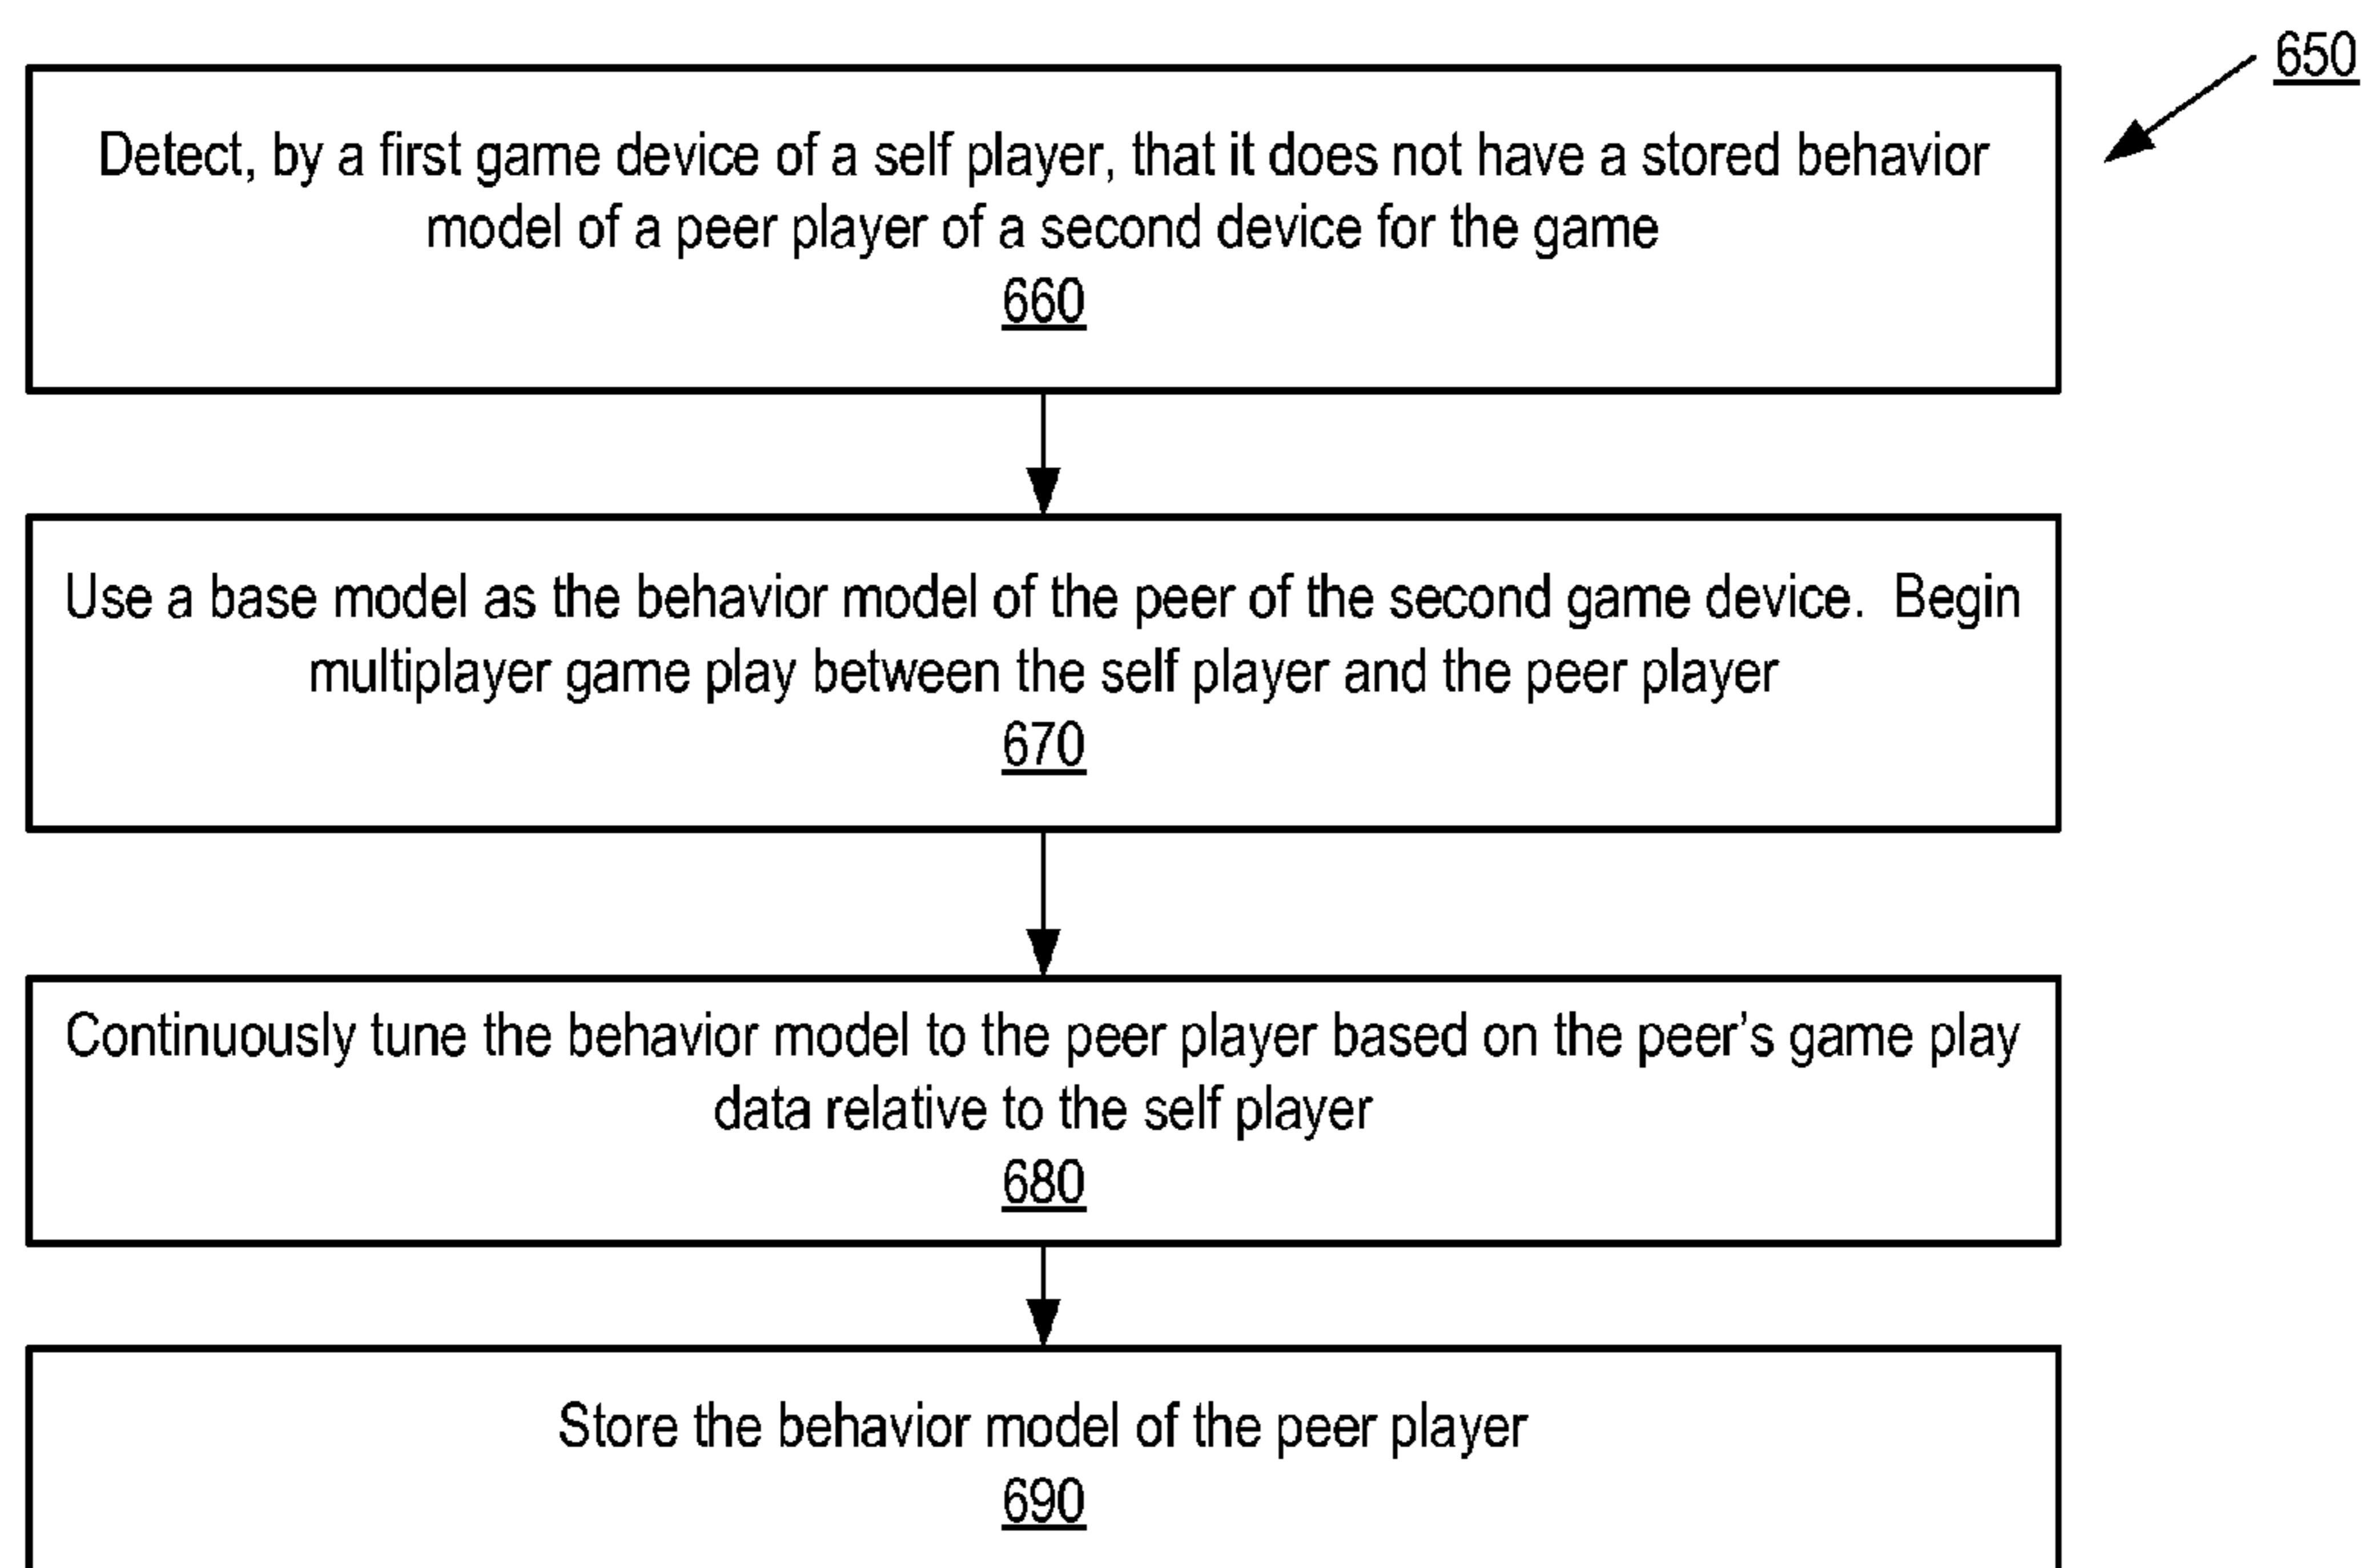 650
Detect, by a first game device of a self player, that it does not have a stored behavior
model of a peer player of a second device for the game
660
Use a base model as the behavior model of the peer of the second game device.  Begin
multiplayer game play between the self player and the peer player
670
Continuously tune the behavior model to the peer player based on the peer’s game play
data relative to the self player
680
Store the behavior model of the peer player
690